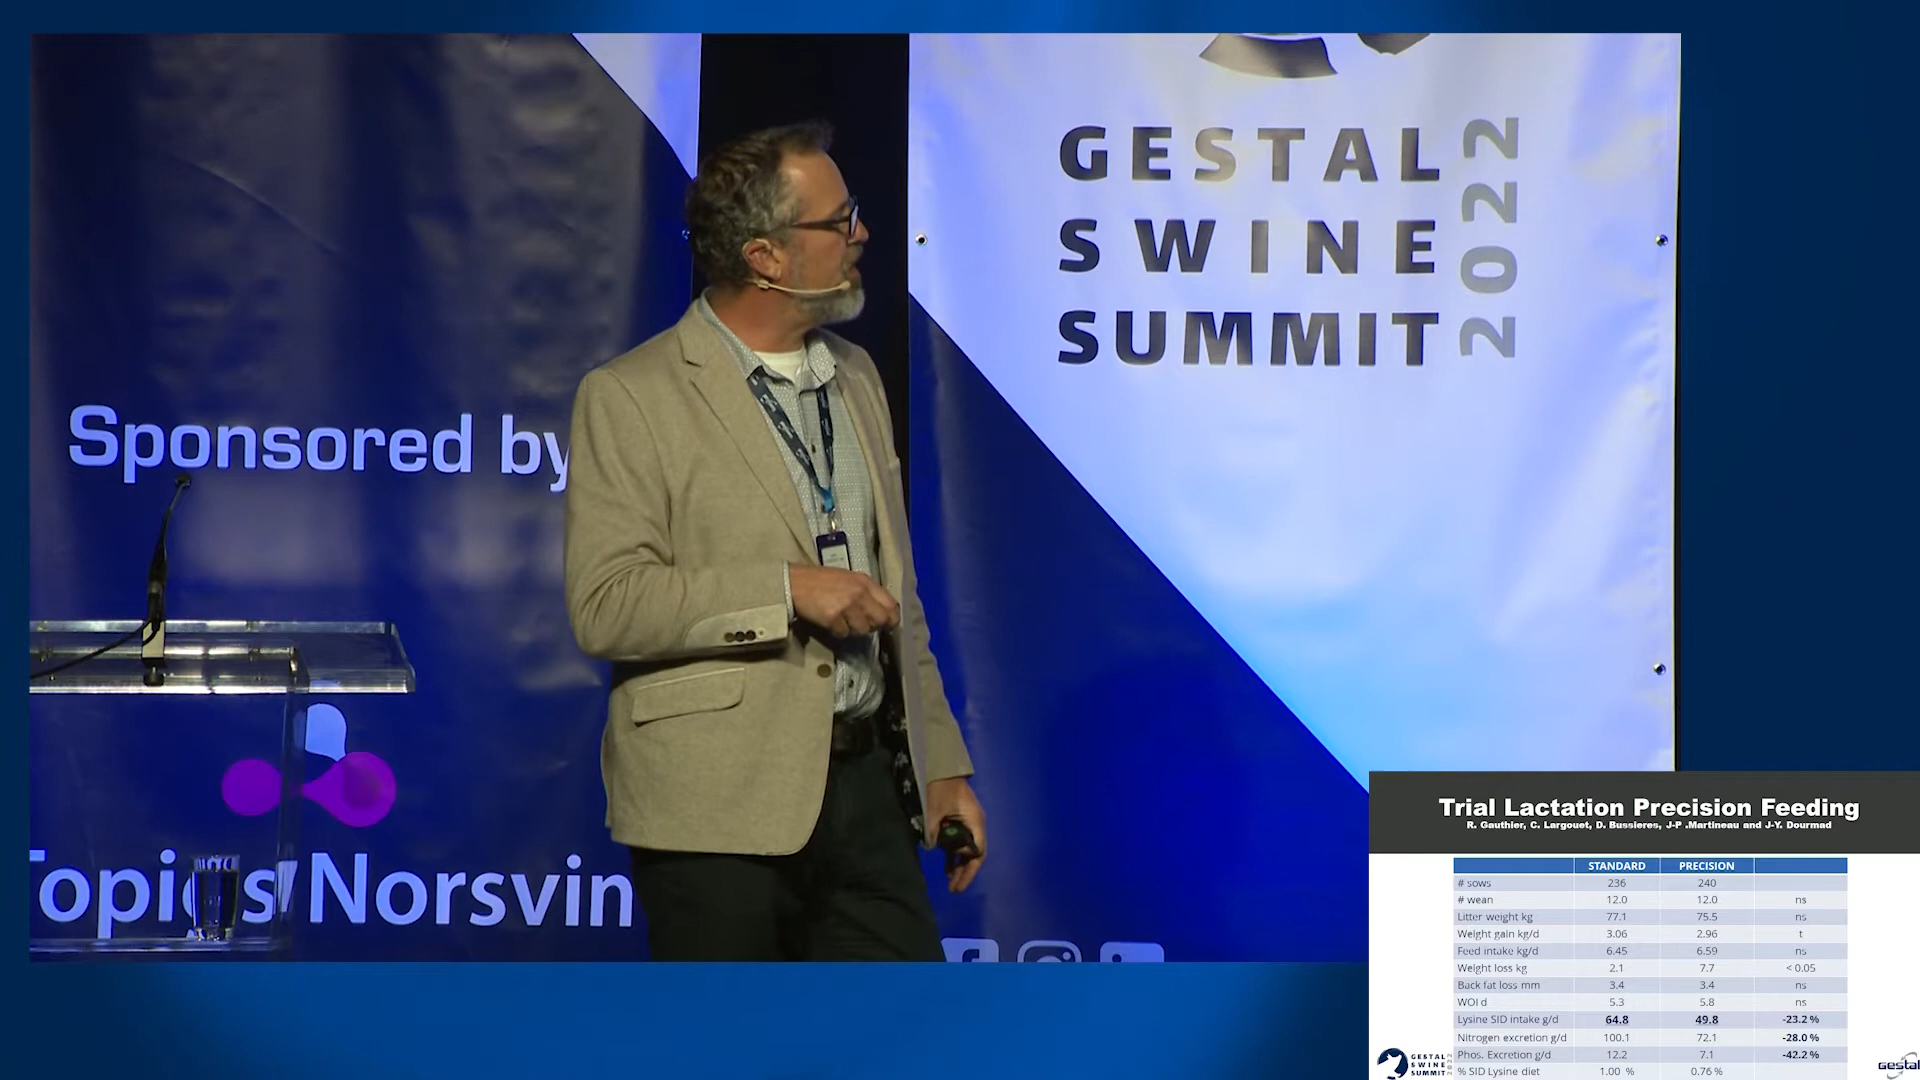 GESTAL
SWINE
SUMMIT
2022
Sponsored by
Topigs Norsvin
Trial Lactation Precision Feeding
R. Gauthier, C. Largouet, D. Bussieres, J-P .Martineau and J-Y. Dourmad
STANDARD PRECISION
# sows 236 240
# wean 12.0 12.0 ns
Litter weight kg 77.1 75.5 ns
Weight gain kg/d 3.06 2.96 t
Feed intake kg/d 6.45 6.59 ns
Weight loss kg 2.1 7.7 < 0.05
Back fat loss mm 3.4 3.4 ns
WOI d 5.3 5.8 ns
Lysine SID intake g/d 64.8 49.8 -23.2 %
Nitrogen excretion g/d 100.1 72.1 -28.0 %
Phos. Excretion g/d 12.2 7.1 -42.2 %
% SID Lysine diet 1.00 % 0.76 %
GESTAL
SWINE
SUMMIT
2022
Gestal